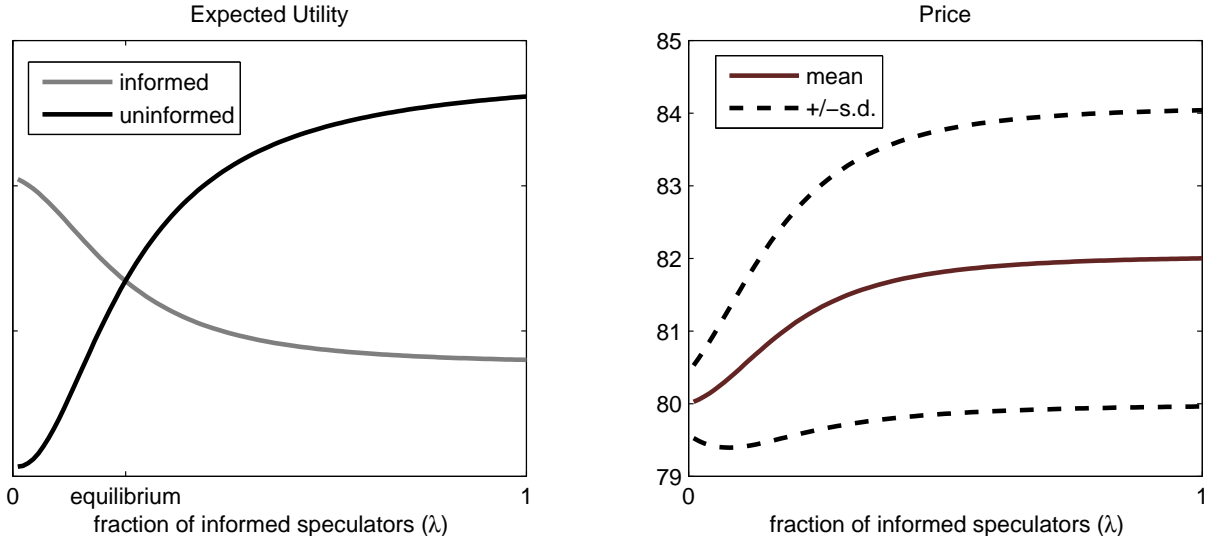 Expected Utility
informed
uninformed
0
equilibrium
1
fraction of informed speculators (λ)
Price
85
84
83
82
81
80
79
mean
+/−s.d.
0
1
fraction of informed speculators (λ)